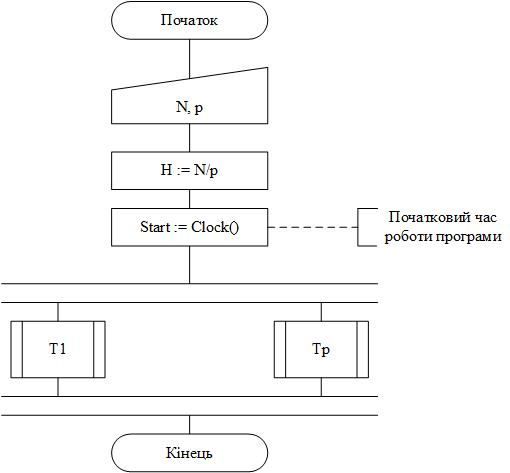 Початок
N, p
H := N/p
Start := Clock()
Початковий час
роботи програми
T1
Tp
Кінець